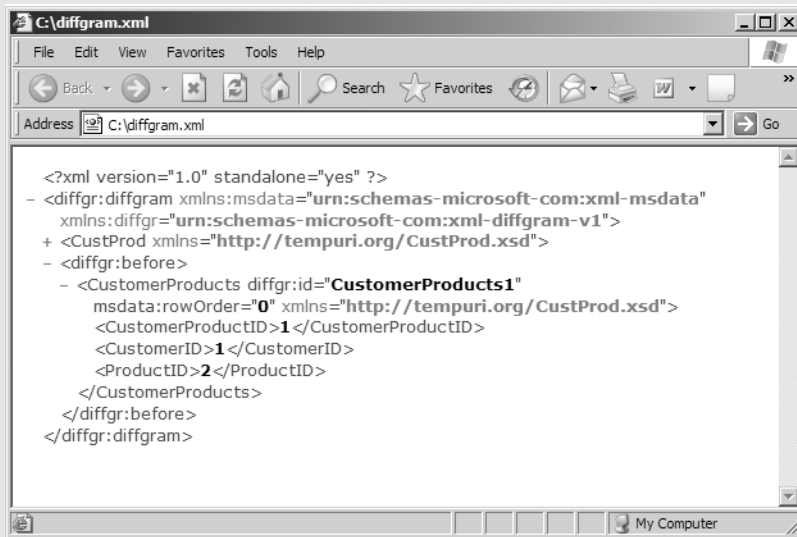 C:\diffgram.xml
File Edit View Favorites Tools Help
Back Search Favorites W »
Address C:\diffgram.xml Go
<?xml version="1.0" standalone="yes" ?>
- <diffgr:diffgram xmlns:msdata="urn:schemas-microsoft-com:xml-msdata"
xmlns:diffgr="urn:schemas-microsoft-com:xml-diffgram-v1">
+ <CustProd xmlns="http://tempuri.org/CustProd.xsd">
- <diffgr:before>
- <CustomerProducts diffgr:id="CustomerProducts1"
msdata:rowOrder="0" xmlns="http://tempuri.org/CustProd.xsd">
<CustomerProductID>1</CustomerProductID>
<CustomerID>1</CustomerID>
<ProductID>2</ProductID>
</CustomerProducts>
</diffgr:before>
</diffgr:diffgram>
My Computer